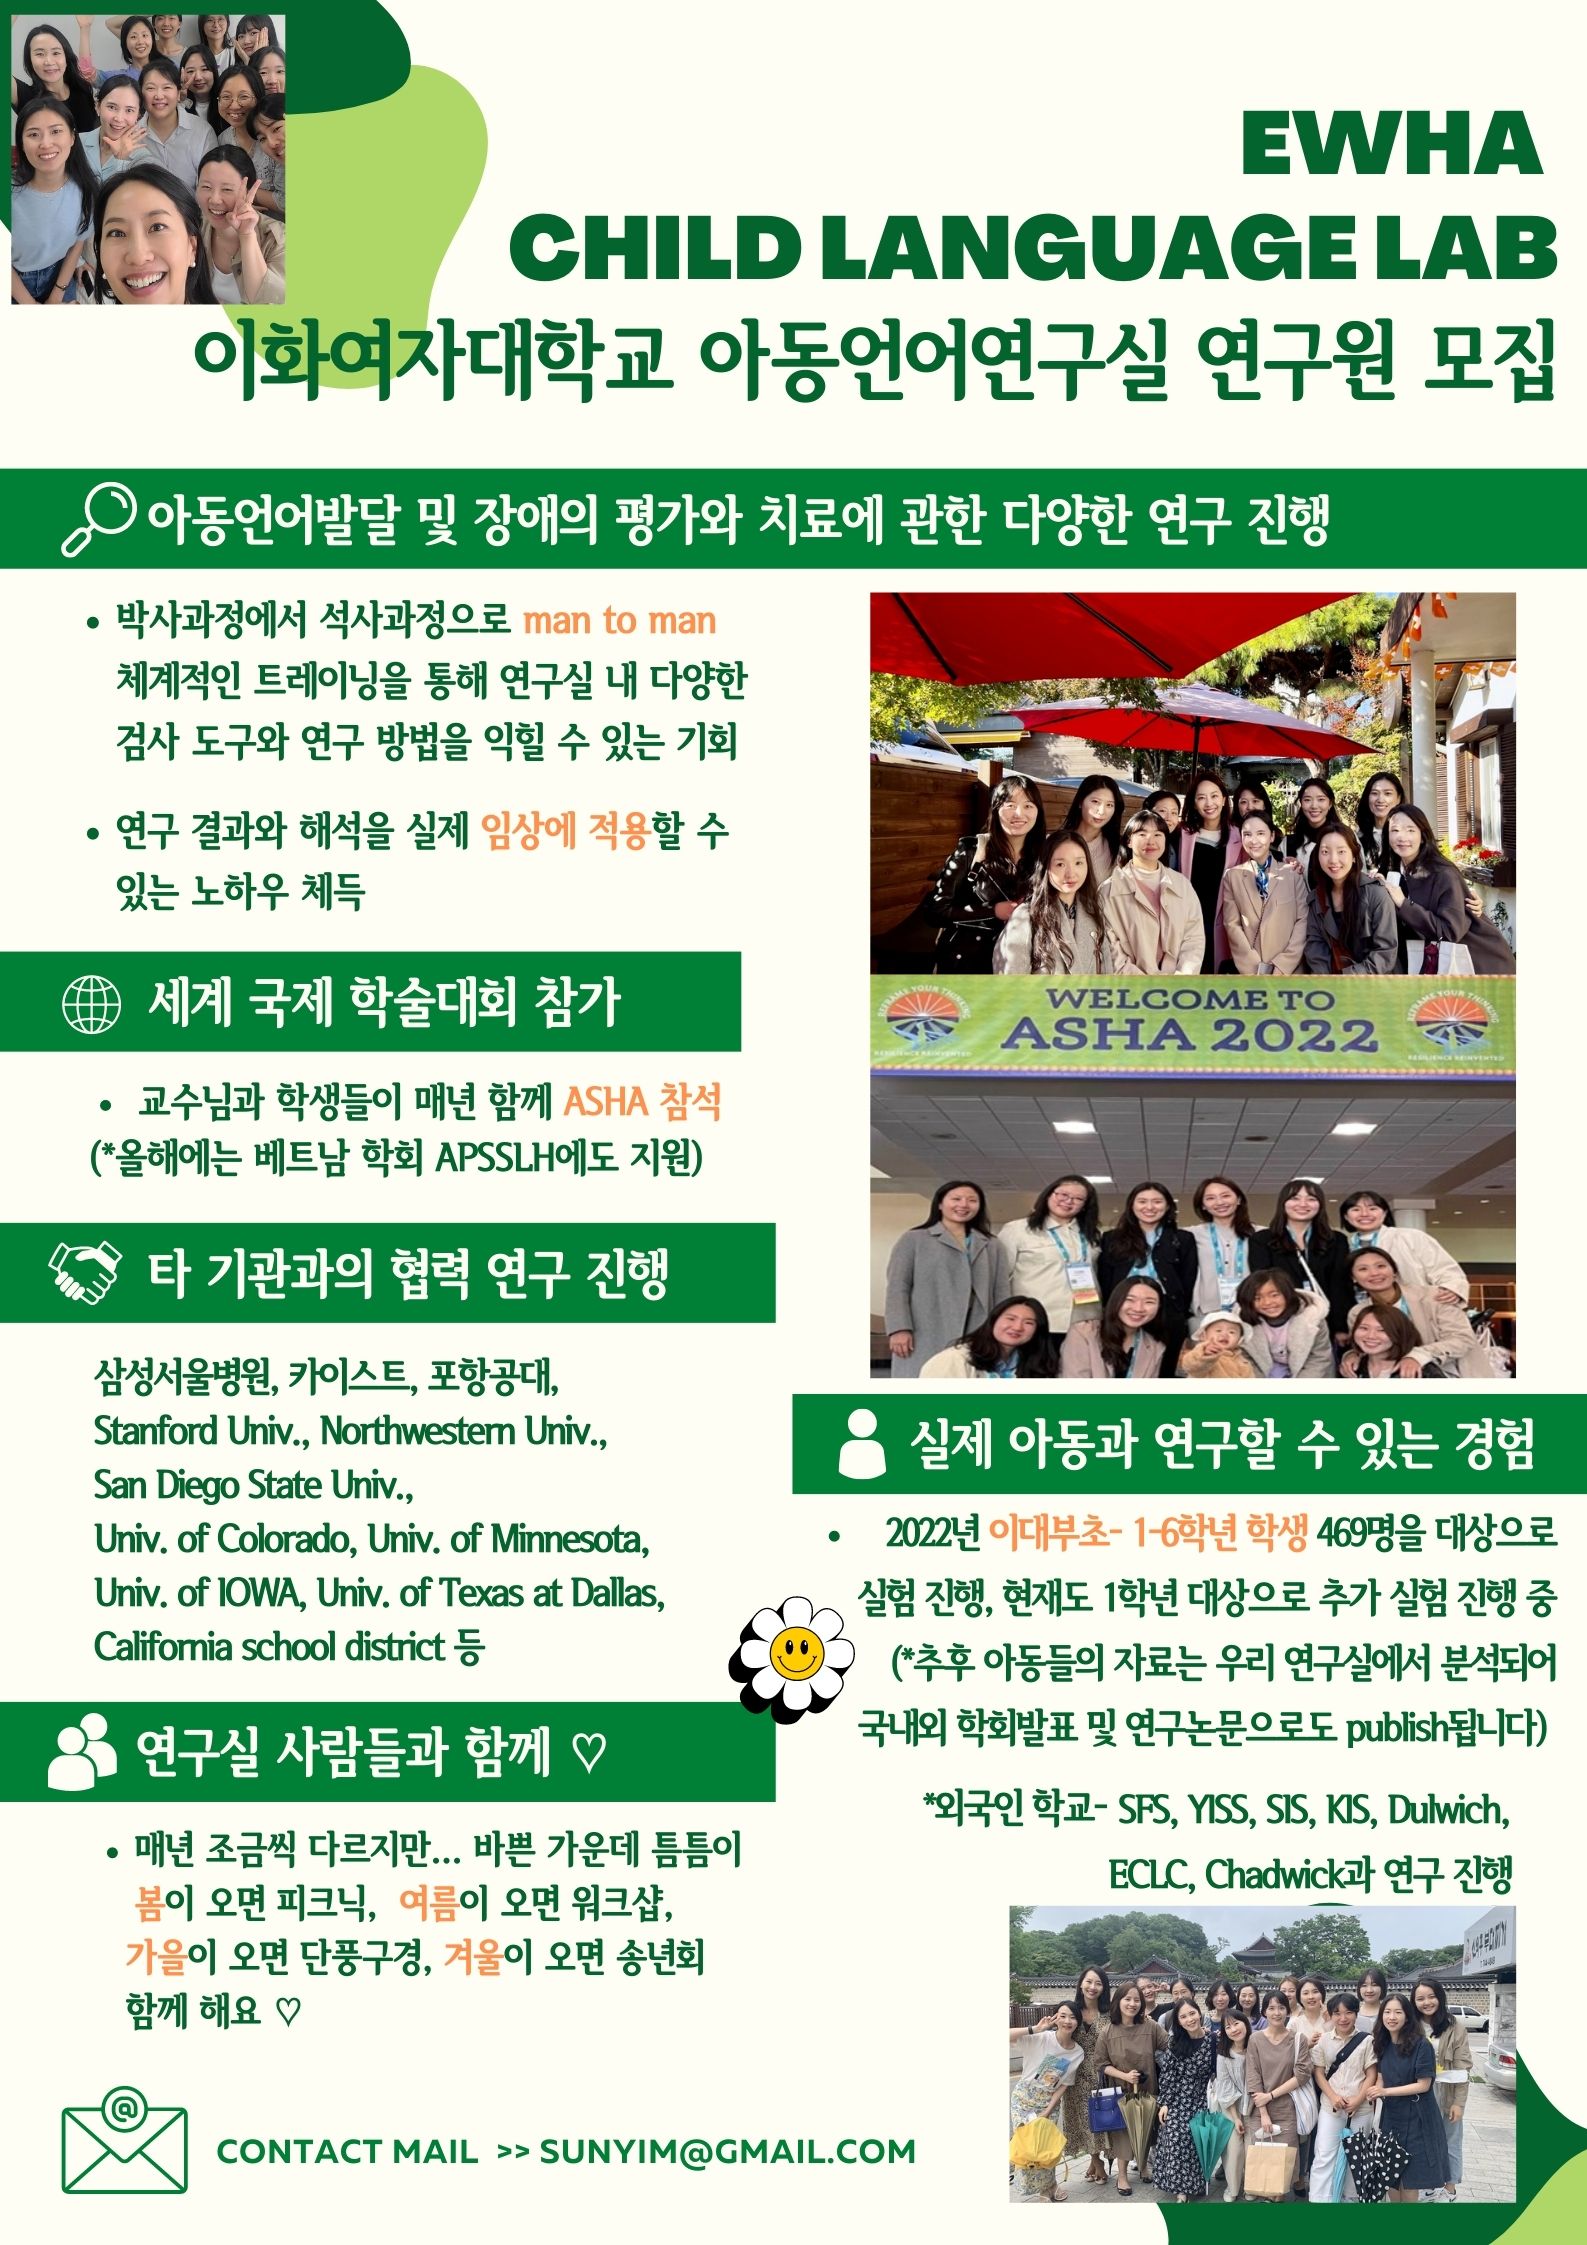 EWHA
CHILD LANGUAGE LAB
이화여자대학교 아동언어연구실 연구원 모집
아동언어발달 및 장애의 평가와 치료에 관한 다양한 연구 진행
• 박사과정에서 석사과정으로 man to man
체계적인 트레이닝을 통해 연구실 내 다양한
검사 도구와 연구 방법을 익힐 수 있는 기회
• 연구 결과와 해석을 실제 임상에 적용할 수
있는 노하우 체득
세계 국제 학술대회 참가
• 교수님과 학생들이 매년 함께 ASHA 참석
(*올해에는 베트남 학회 APSSLH에도 지원)
타 기관과의 협력 연구 진행
삼성서울병원, 카이스트, 포항공대,
Stanford Univ., Northwestern Univ.,
San Diego State Univ.,
Univ. of Colorado, Univ. of Minnesota,
Univ. of IOWA, Univ. of Texas at Dallas,
California school district 등
연구실 사람들과 함께 ♡
• 매년 조금씩 다르지만... 바쁜 가운데 틈틈이
봄이 오면 피크닉, 여름이 오면 워크샵,
가을이 오면 단풍구경, 겨울이 오면 송년회
함께 해요 ♡
CONTACT MAIL >> SUNYIM@GMAIL.COM
REFRAME YOUR THINKING
RESILIENCE REINVENTED
WELCOME TO
ASHA 2022
REFRAME YOUR THINKING
RESILIENCE REINVENTED
실제 아동과 연구할 수 있는 경험
• 2022년 이대부초- 1-6학년 학생 469명을 대상으로
실험 진행, 현재도 1학년 대상으로 추가 실험 진행 중
(*추후 아동들의 자료는 우리 연구실에서 분석되어
국내외 학회발표 및 연구논문으로도 publish됩니다)
*외국인 학교- SFS, YISS, SIS, KIS, Dulwich,
ECLC, Chadwick과 연구 진행